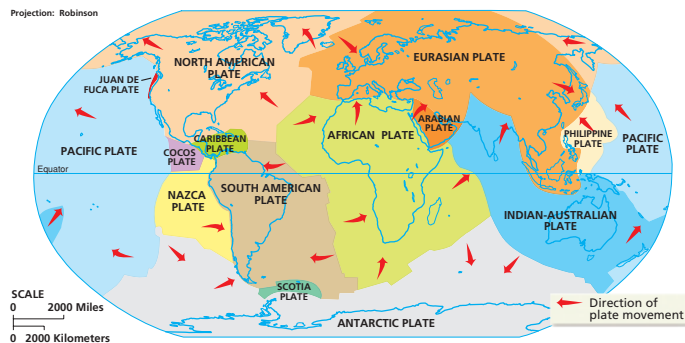 Projection: Robinson
NORTH AMERICAN
PLATE
EURASIAN PLATE
JUAN DE
FUCA PLATE
ARABIAN
PLATE
CARIBBEAN
PLATE
AFRICAN PLATE
PHILIPPINE
PLATE
PACIFIC PLATE
PACIFIC
PLATE
COCOS
PLATE
Equator
NAZCA
PLATE
SOUTH AMERICAN
PLATE
INDIAN-AUSTRALIAN
PLATE
SCOTIA
PLATE
ANTARCTIC PLATE
SCALE
0 2000 Miles
0 2000 Kilometers
Direction of
plate movement